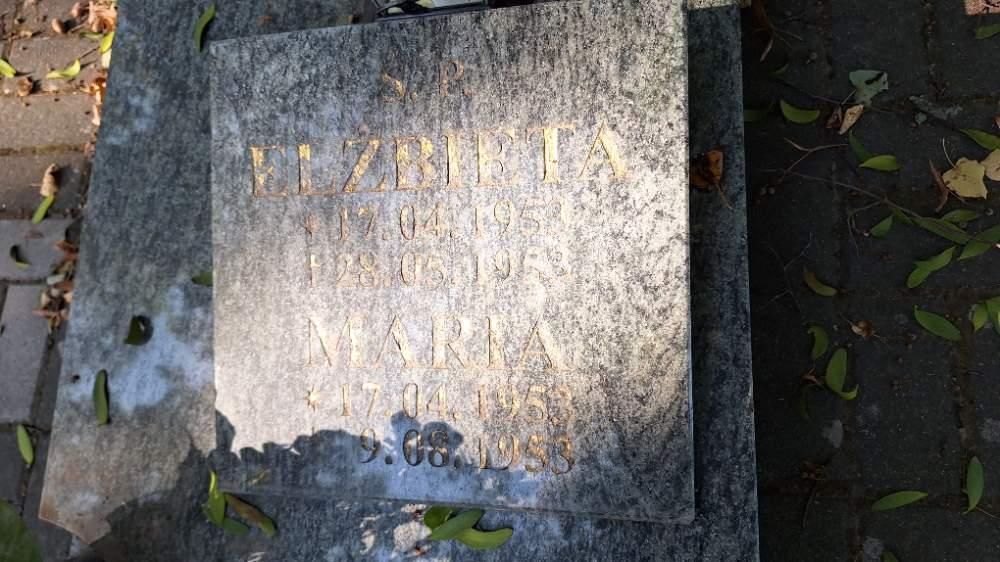 S. P.
ELŻBIETA
* 17.04.1953
† 28.05.1953
MARIA
* 17.04.1953
9.08.1953